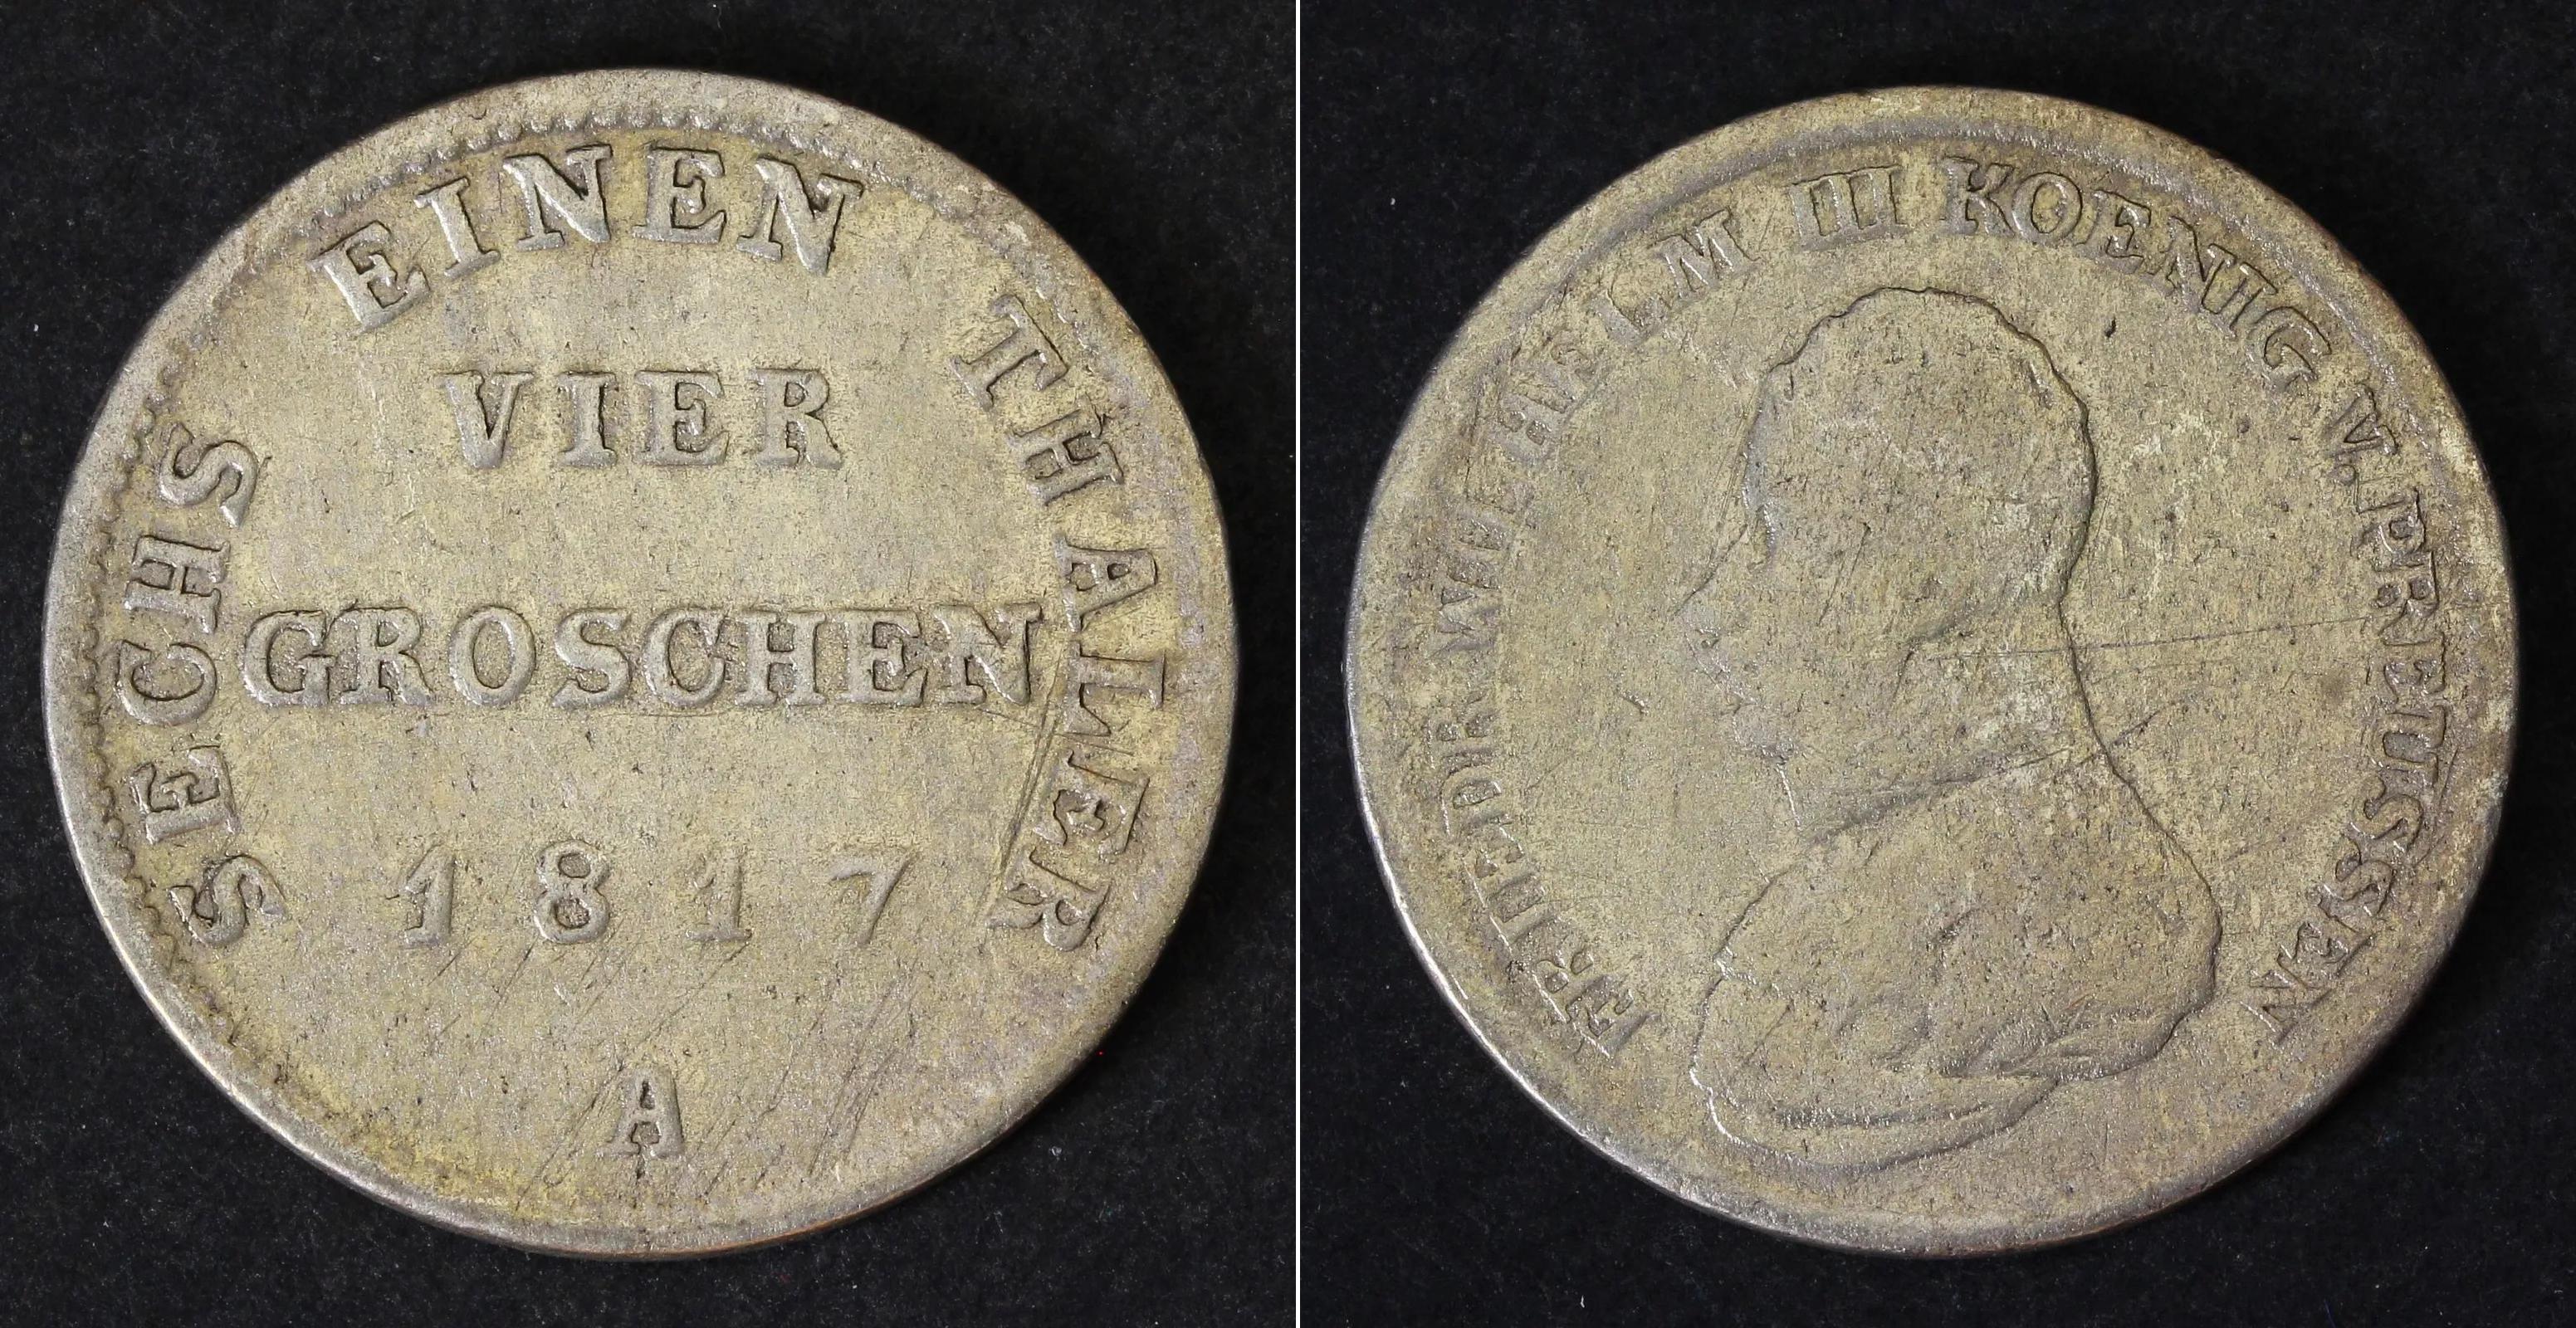 SECHS EINEN THALER
VIER
GROSCHEN
1817
A
FRIEDR. WILHELM III KOENIG V. PREUSSEN